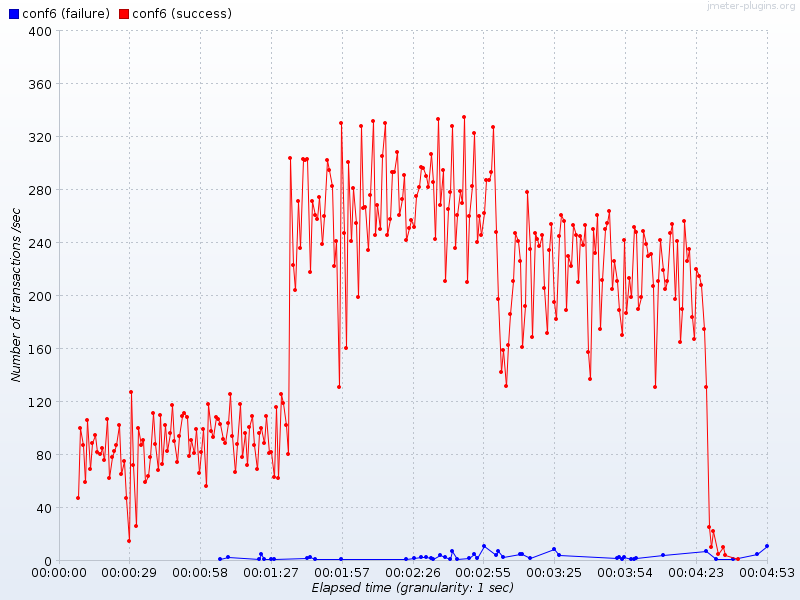 jmeter-plugins.org
conf6 (failure) conf6 (success)
400
360
320
280
240
200
160
120
80
40
0
Number of transactions /sec
00:00:00 00:00:29 00:00:58 00:01:27 00:01:57 00:02:26 00:02:55 00:03:25 00:03:54 00:04:23 00:04:53
Elapsed time (granularity: 1 sec)